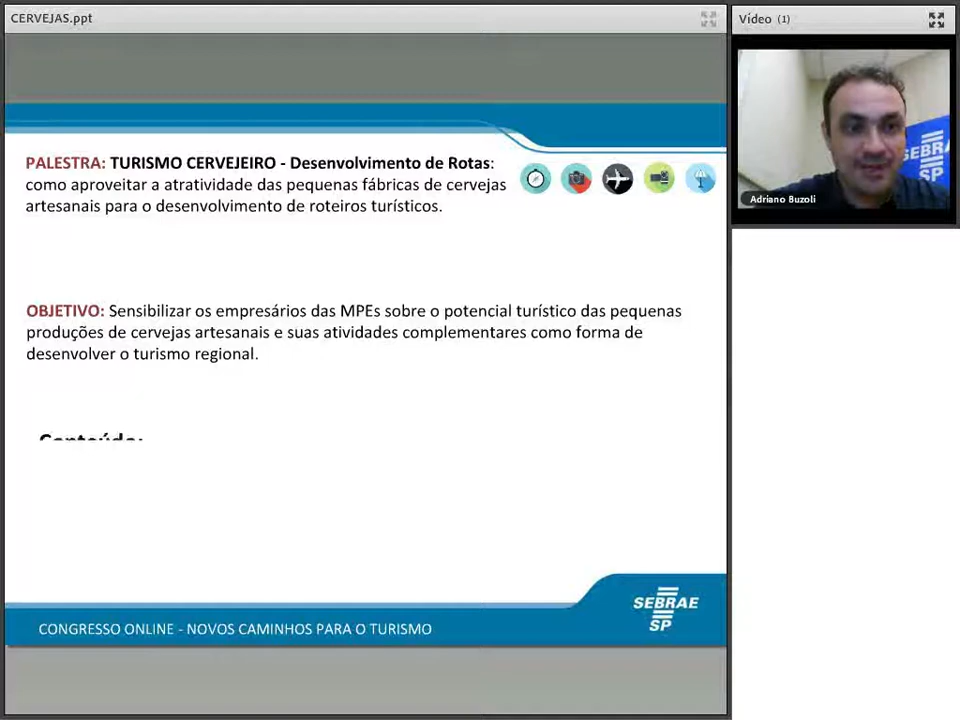 CERVEJAS.ppt
Vídeo (1)
PALESTRA: TURISMO CERVEJEIRO - Desenvolvimento de Rotas:
como aproveitar a atratividade das pequenas fábricas de cervejas
artesanais para o desenvolvimento de roteiros turísticos.
SEBRAE
SP
Adriano Buzoli
OBJETIVO: Sensibilizar os empresários das MPEs sobre o potencial turístico das pequenas
produções de cervejas artesanais e suas atividades complementares como forma de
desenvolver o turismo regional.
Conteúdo:
SEBRAE
SP
CONGRESSO ONLINE - NOVOS CAMINHOS PARA O TURISMO